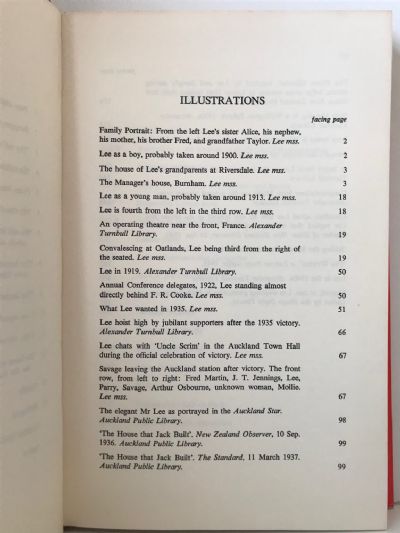 ILLUSTRATIONS
facing page
Family Portrait: From the left Lee's sister Alice, his nephew,
his mother, his brother Fred, and grandfather Taylor. Lee mss. 2
Lee as a boy, probably taken around 1900. Lee mss. 2
The house of Lee's grandparents at Riversdale. Lee mss. 3
The Manager's house, Burnham. Lee mss. 3
Lee as a young man, probably taken around 1913. Lee mss. 18
Lee is fourth from the left in the third row. Lee mss. 18
An operating theatre near the front, France. Alexander
Turnbull Library. 19
Convalescing at Oatlands, Lee being third from the right of
the seated. Lee mss. 19
Lee in 1919. Alexander Turnbull Library. 50
Annual Conference delegates, 1922, Lee standing almost
directly behind F. R. Cooke. Lee mss. 50
What Lee wanted in 1935. Lee mss. 51
Lee hoist high by jubilant supporters after the 1935 victory.
Alexander Turnbull Library. 66
Lee chats with 'Uncle Scrim' in the Auckland Town Hall
during the official celebration of victory. Lee mss. 67
Savage leaving the Auckland station after victory. The front
row, from left to right: Fred Martin, J. T. Jennings, Lee,
Parry, Savage, Arthur Osbourne, unknown woman, Mollie.
Lee mss. 67
The elegant Mr Lee as portrayed in the Auckland Star.
Auckland Public Library. 98
'The House that Jack Built'. New Zealand Observer, 10 Sep.
1936. Auckland Public Library. 99
'The House that Jack Built'. The Standard, 11 March 1937.
Auckland Public Library. 99